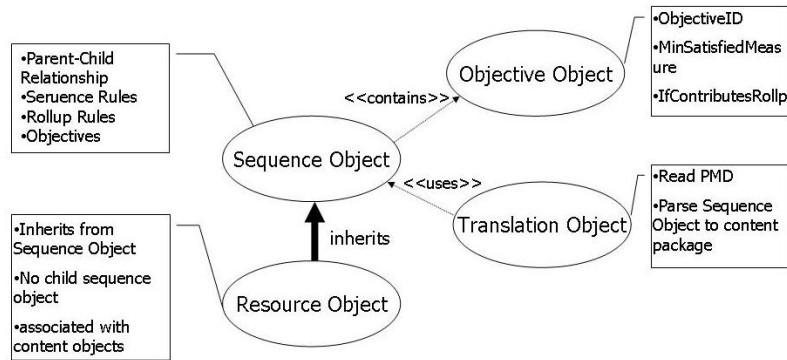 •Parent-Child
Relationship
•Seruence Rules
•Rollup Rules
•Objectives
•ObjectiveID
•MinSatisfiedMeas
ure
•IfContributesRollp
Objective Object
<<contains>>
Sequence Object
<<uses>>
Translation Object
•Read PMD
•Parse Sequence
Object to content
package
inherits
•Inherits from
Sequence Object
•No child sequence
object
•associated with
content objects
Resource Object